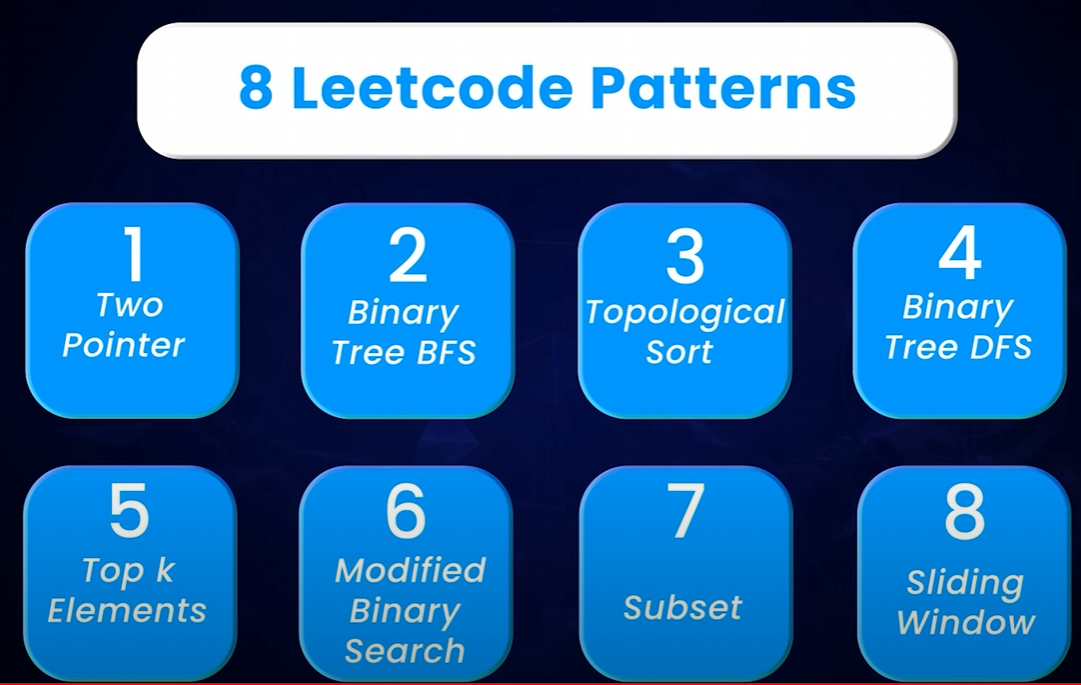 8 Leetcode Patterns
1
Two
Pointer
2
Binary
Tree BFS
3
Topological
Sort
4
Binary
Tree DFS
5
Top k
Elements
6
Modified
Binary
Search
7
Subset
8
Sliding
Window